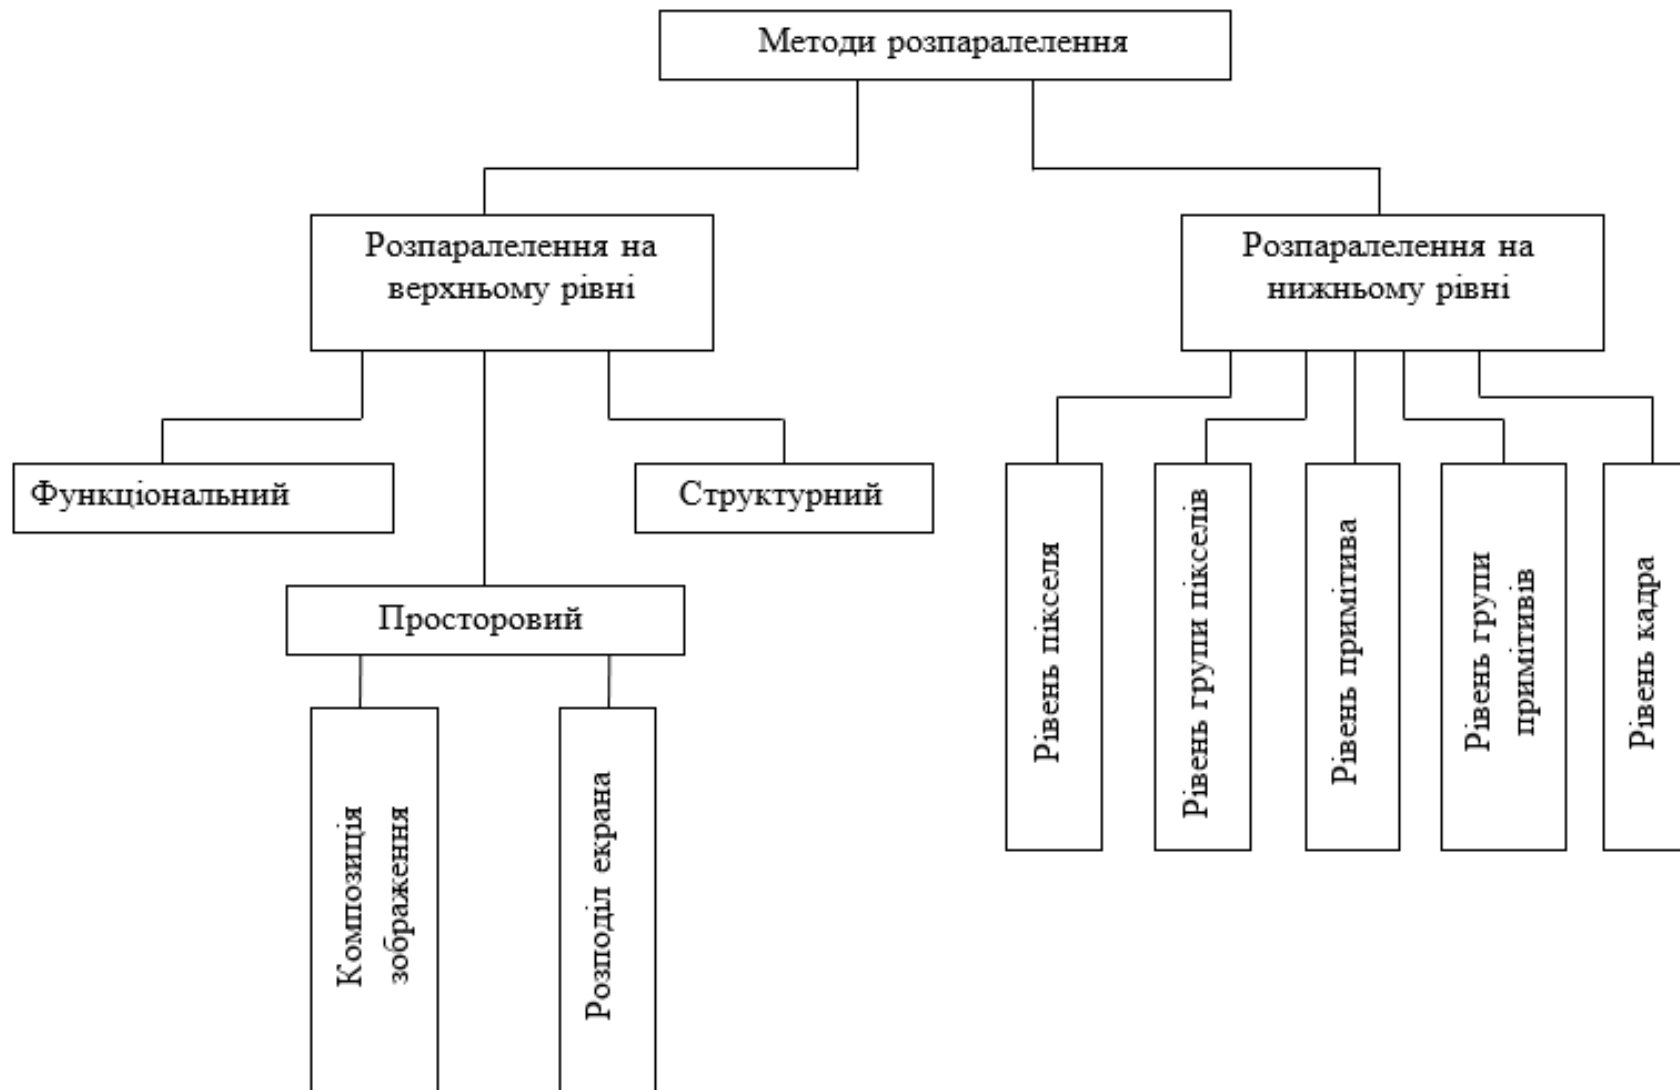 Методи розпаралелення
Розпаралелення на
верхньому рівні
Розпаралелення на
нижньому рівні
Функціональний
Структурний
Просторовий
Композиція
зображення
Розподіл екрана
Рівень пікселя
Рівень групи пікселів
Рівень примітива
Рівень групи
примітивів
Рівень кадра